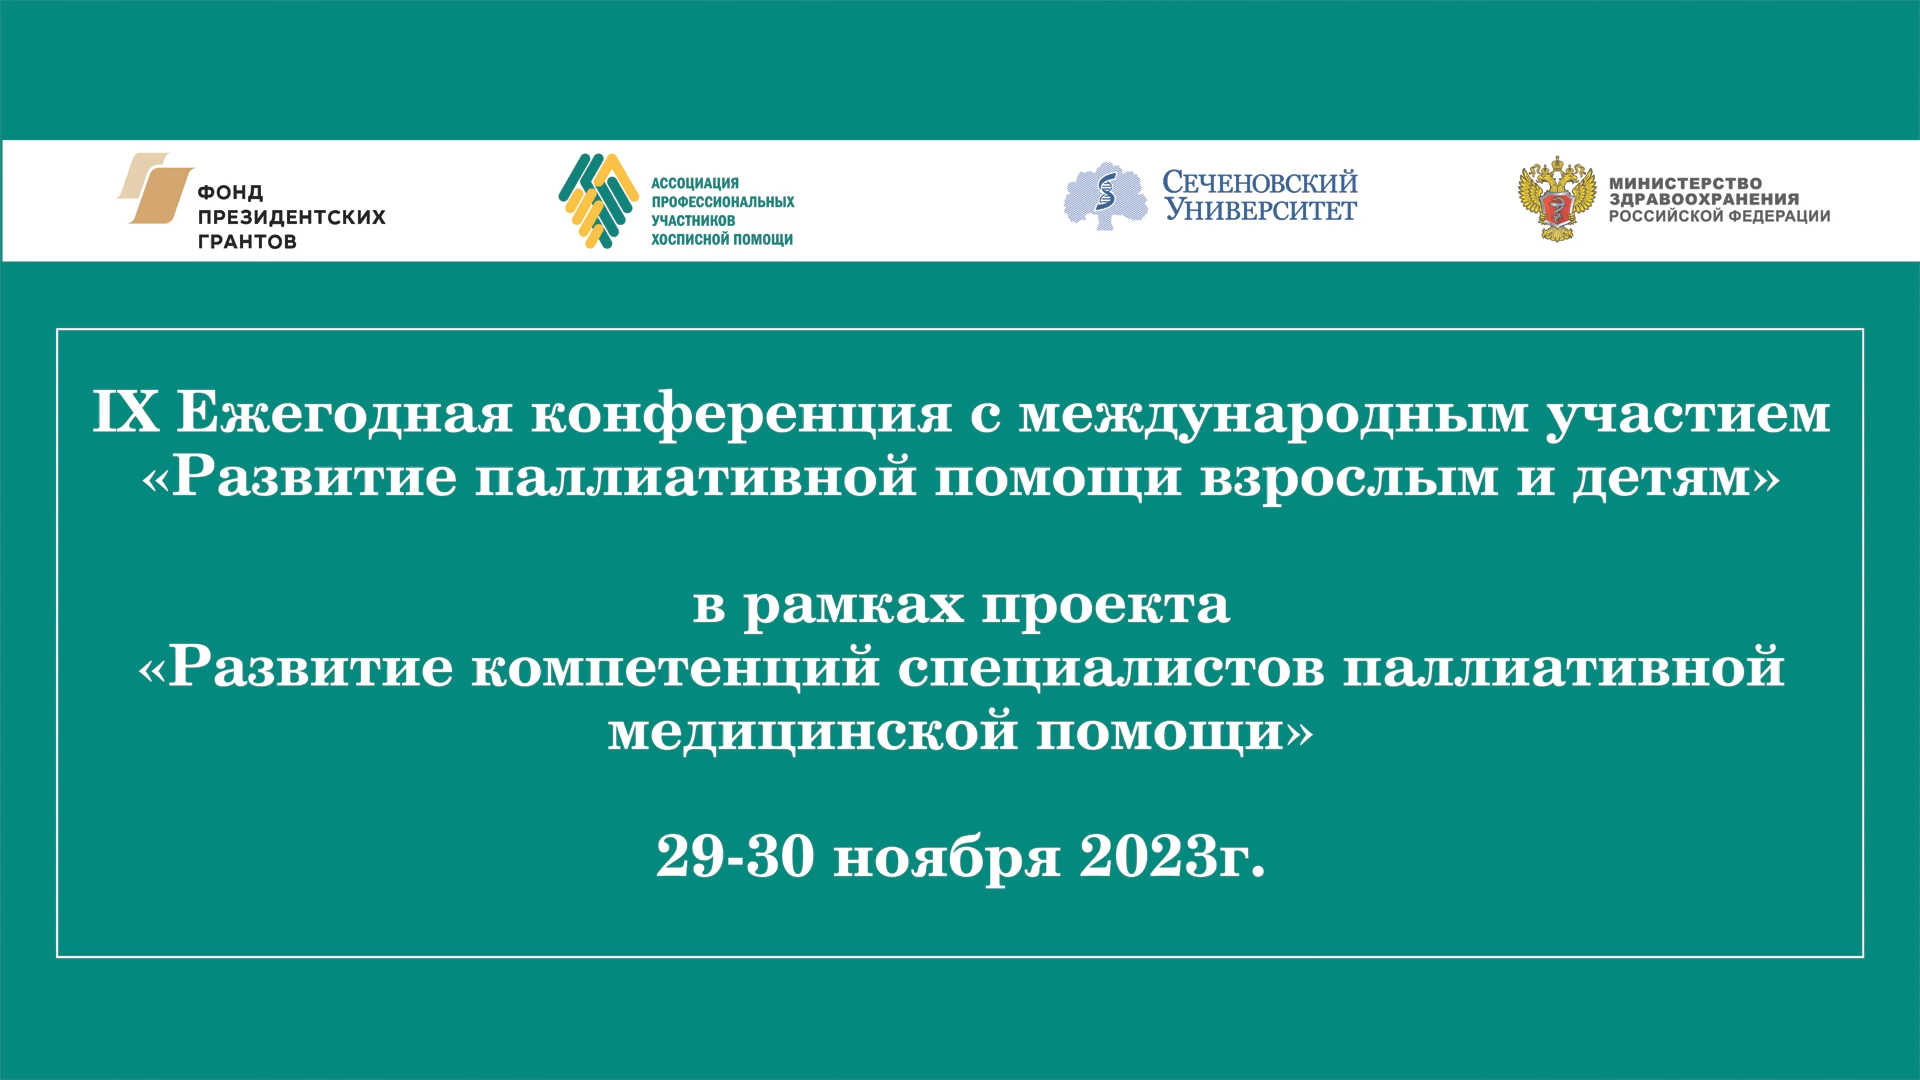 ФОНД
ПРЕЗИДЕНТСКИХ
ГРАНТОВ
АССОЦИАЦИЯ
ПРОФЕССИОНАЛЬНЫХ
УЧАСТНИКОВ
ХОСПИСНОЙ ПОМОЩИ
СЕЧЕНОВСКИЙ
УНИВЕРСИТЕТ
МИНИСТЕРСТВО
ЗДРАВООХРАНЕНИЯ
РОССИЙСКОЙ ФЕДЕРАЦИИ
IX Ежегодная конференция с международным участием
«Развитие паллиативной помощи взрослым и детям»
в рамках проекта
«Развитие компетенций специалистов паллиативной
медицинской помощи»
29-30 ноября 2023г.